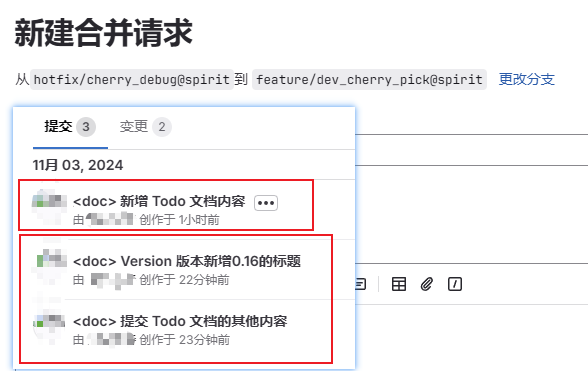 新建合并请求
从 hotfix/cherry_debug@spirit 到 feature/dev_cherry_pick@spirit 更改分支
提交 3 变更 2
11月 03, 2024
<doc> 新增 Todo 文档内容
由 创作于 1小时前
<doc> Version 版本新增0.16的标题
由 创作于 22分钟前
<doc> 提交 Todo 文档的其他内容
由 创作于 23分钟前